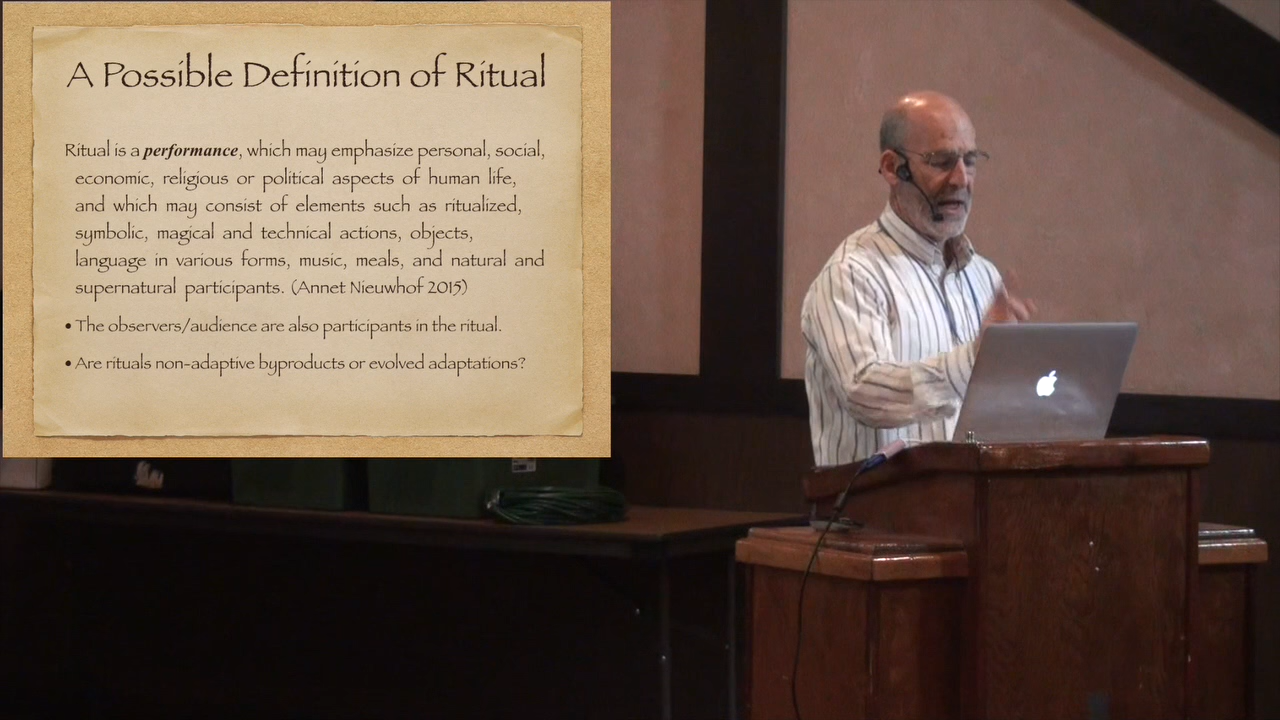 A Possible Definition of Ritual
Ritual is a performance, which may emphasize personal, social,
economic, religious or political aspects of human life,
and which may consist of elements such as ritualized,
symbolic, magical and technical actions, objects,
language in various forms, music, meals, and natural and
supernatural participants. (Annet Nieuwhof 2015)
• The observers/audience are also participants in the ritual.
• Are rituals non-adaptive byproducts or evolved adaptations?